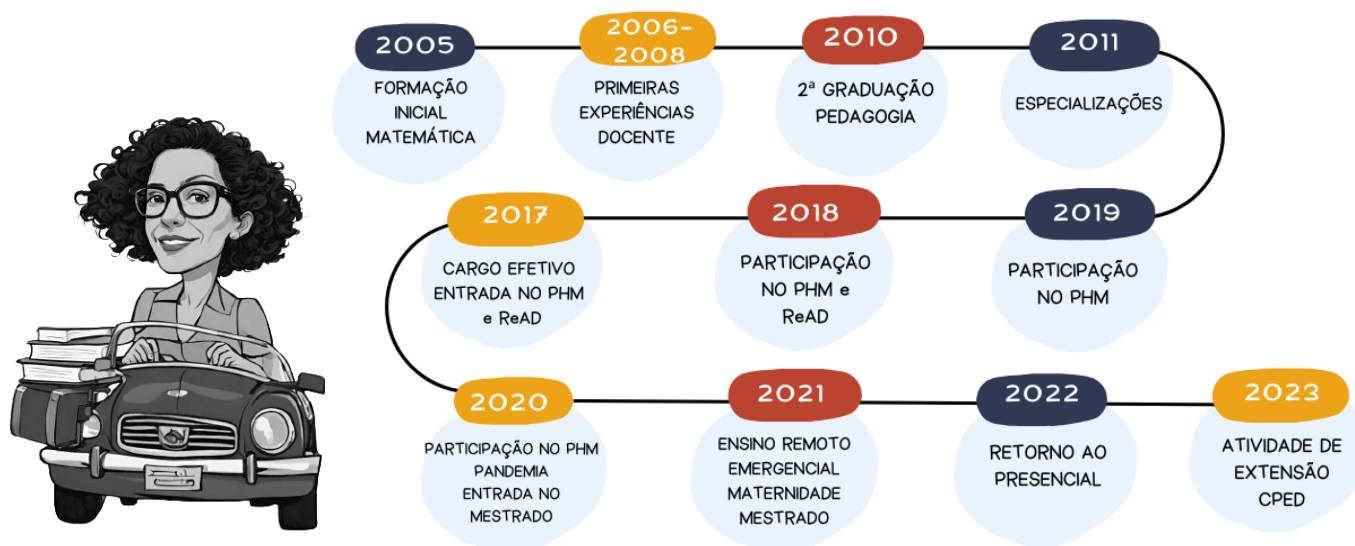 2005
FORMAÇÃO
INICIAL
MATEMÁTICA
2006-
2008
PRIMEIRAS
EXPERIÊNCIAS
DOCENTE
2010
2ª GRADUAÇÃO
PEDAGOGIA
2011
ESPECIALIZAÇÕES
2017
CARGO EFETIVO
ENTRADA NO PHM
e ReAD
2018
PARTICIPAÇÃO
NO PHM e
ReAD
2019
PARTICIPAÇÃO
NO PHM
2020
PARTICIPAÇÃO NO PHM
PANDEMIA
ENTRADA NO
MESTRADO
2021
ENSINO REMOTO
EMERGENCIAL
MATERNIDADE
MESTRADO
2022
RETORNO AO
PRESENCIAL
2023
ATIVIDADE DE
EXTENSÃO
CPED